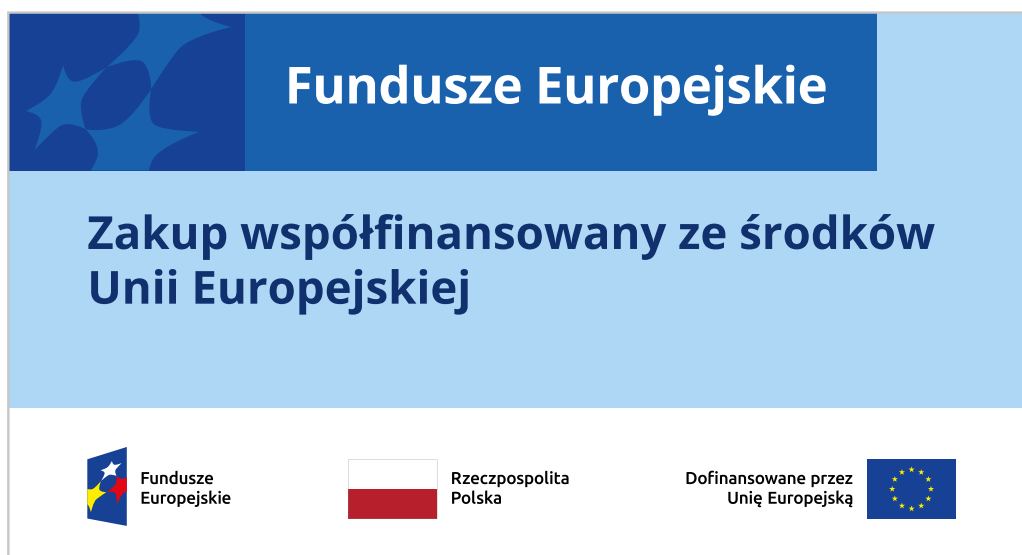 Fundusze Europejskie
Zakup współfinansowany ze środków
Unii Europejskiej
Fundusze
Europejskie
Rzeczpospolita
Polska
Dofinansowane przez
Unię Europejską